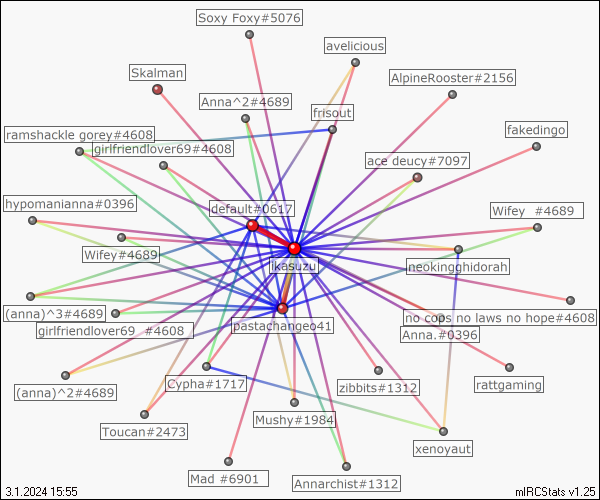 Soxy Foxy#5076
avelicious
Skalman
AlpineRooster#2156
Anna^2#4689
frisout
ramshackle gorey#4608
fakedingo
girlfriendlover69#4608
ace deucy#7097
hypomanianna#0396
default#0617
Wifey  #4689
Wifey#4689
ikasuzu
neokingghidorah
(anna)^3#4689
no cops no laws no hope#4608
girlfriendlover69  #4608
pastachangeo41
Anna.#0396
(anna)^2#4689
Cypha#1717
zibbits#1312
rattgaming
Toucan#2473
Mushy#1984
xenoyaut
Mad #6901
Annarchist#1312
3.1.2024 15:55
mIRCStats v1.25